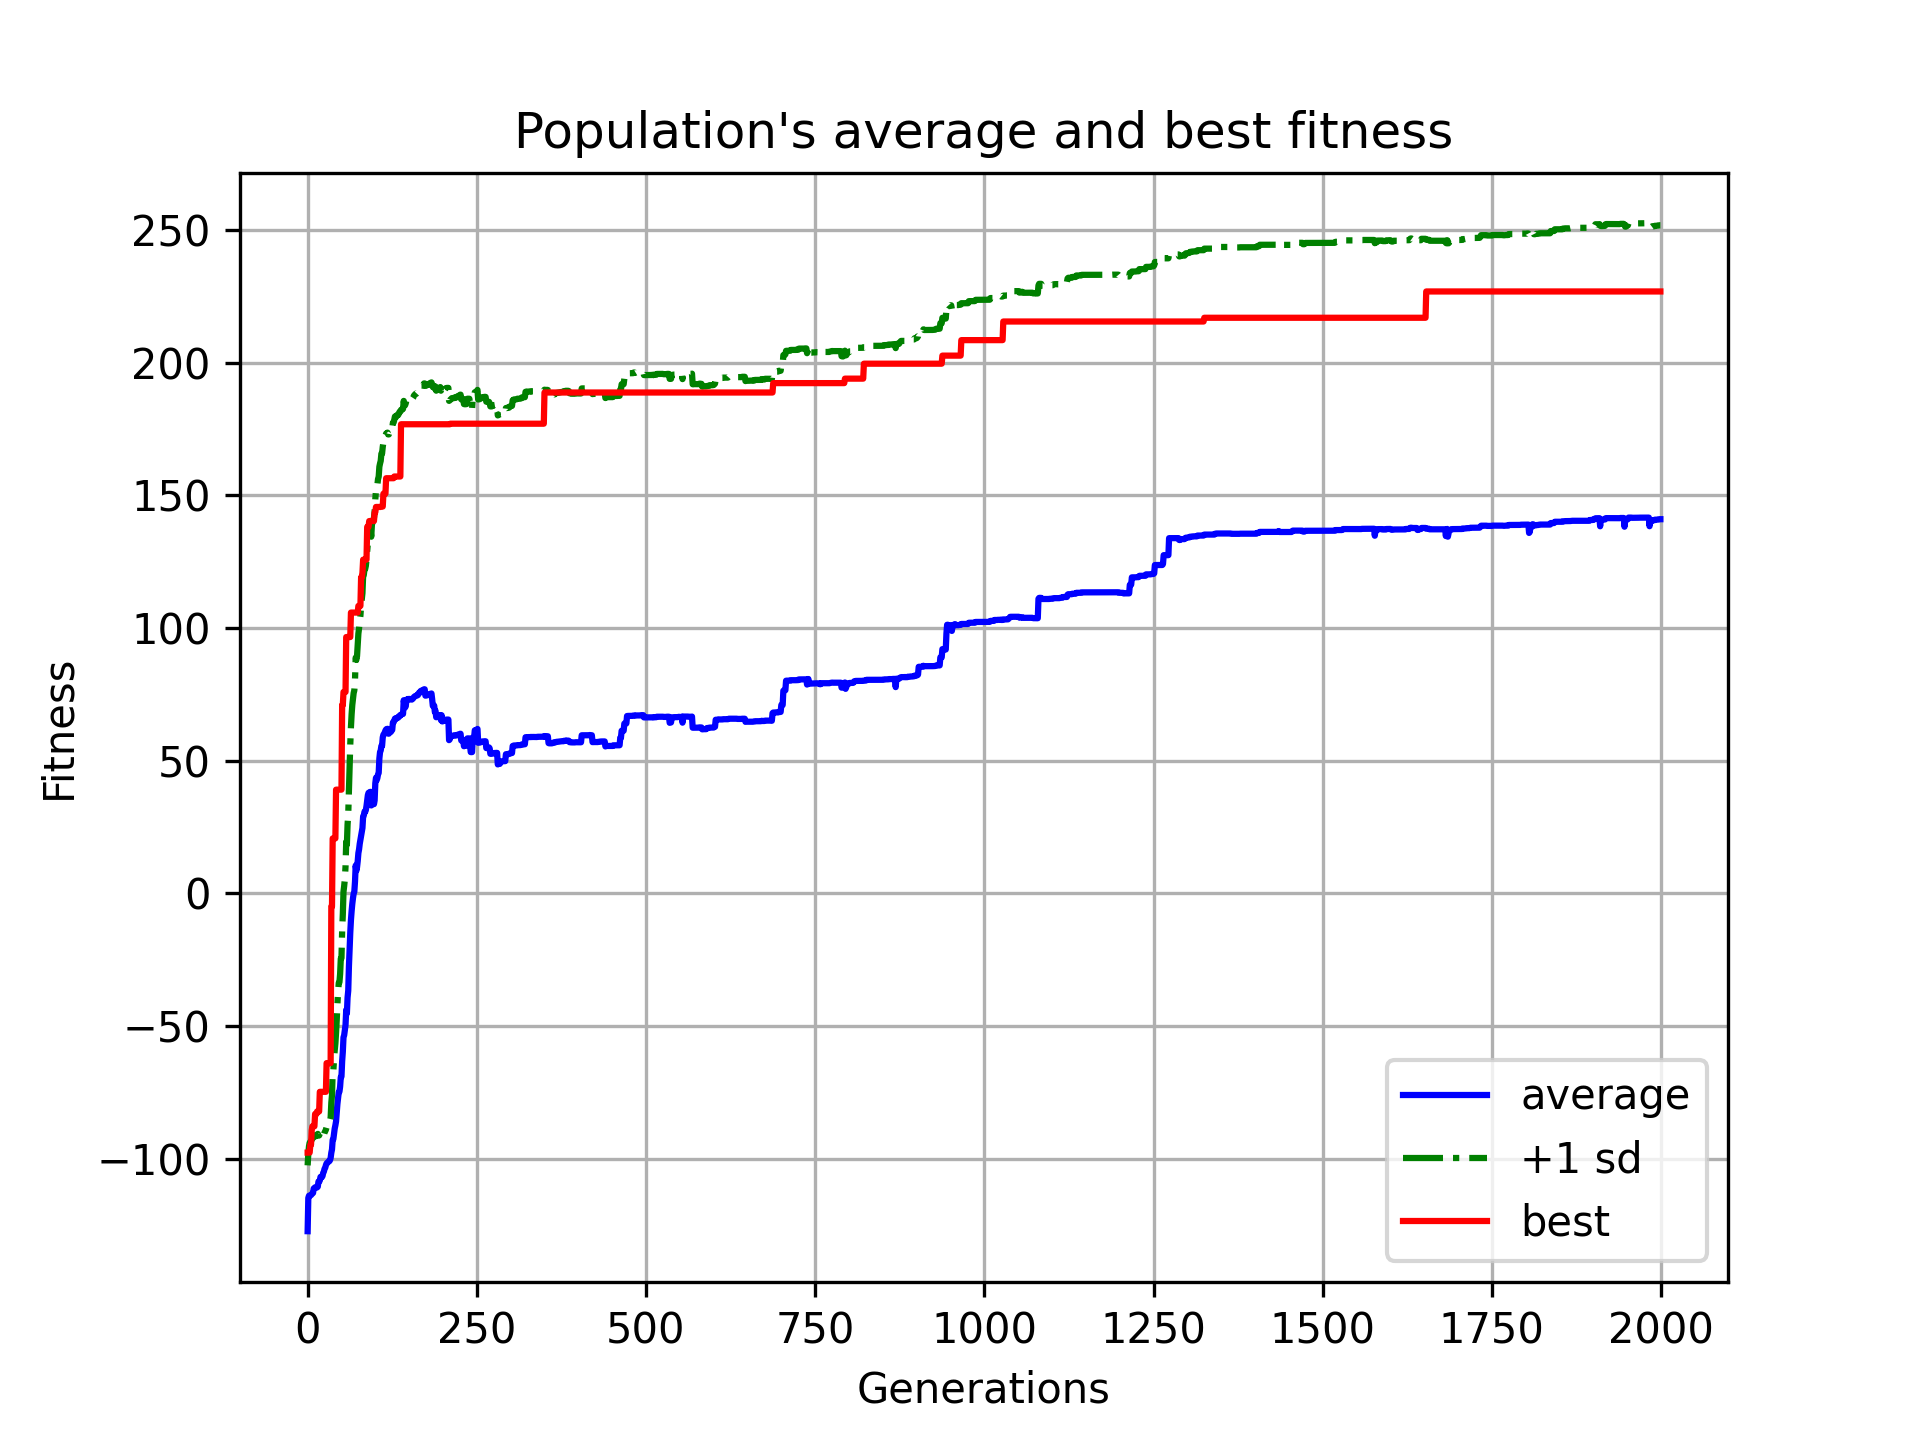 Population's average and best fitness
Fitness
250
200
150
100
50
0
−50
−100
0 250 500 750 1000 1250 1500 1750 2000
Generations
average
+1 sd
best